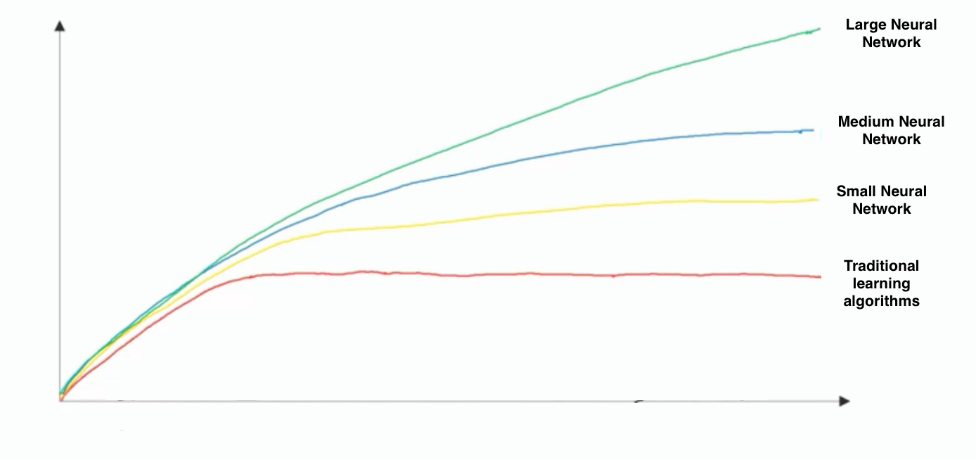 Large Neural
Network
Medium Neural
Network
Small Neural
Network
Traditional
learning
algorithms